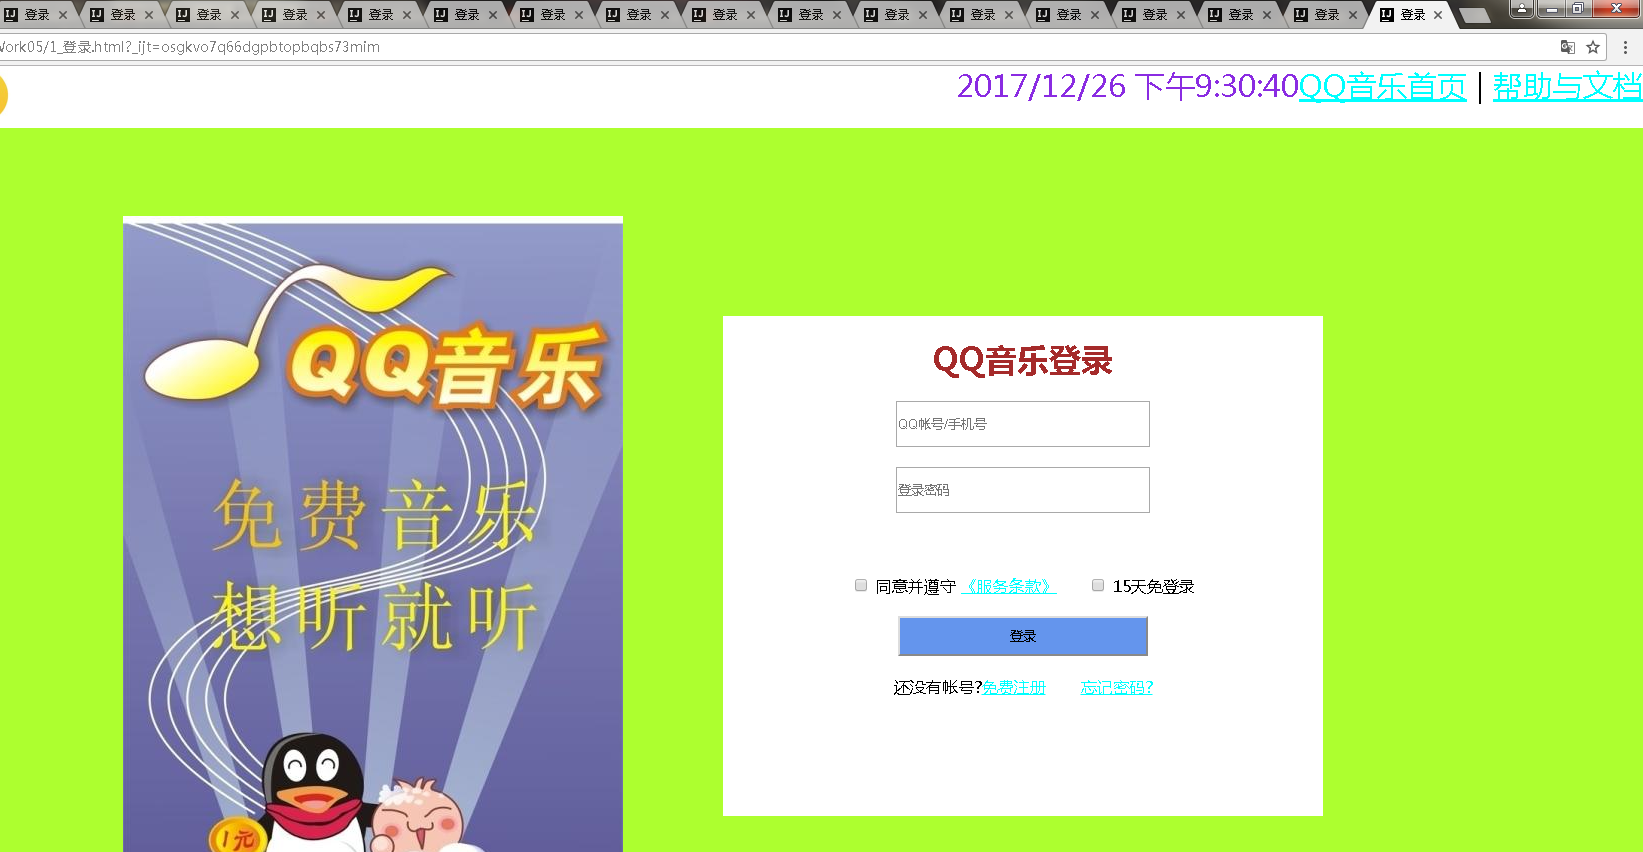 登录 登录 登录 登录 登录 登录 登录 登录 登录 登录 登录 登录 登录 登录 登录 登录 登录
/ork05/1_登录.html?_ijt=osgkvo7q66dgpbtopbqbs73mim
2017/12/26 下午9:30:40QQ音乐首页 | 帮助与文档
QQ音乐
免费音乐
想听就听
1元
QQ音乐登录
QQ帐号/手机号
登录密码
同意并遵守 《服务条款》 15天免登录
登录
还没有帐号?免费注册 忘记密码?